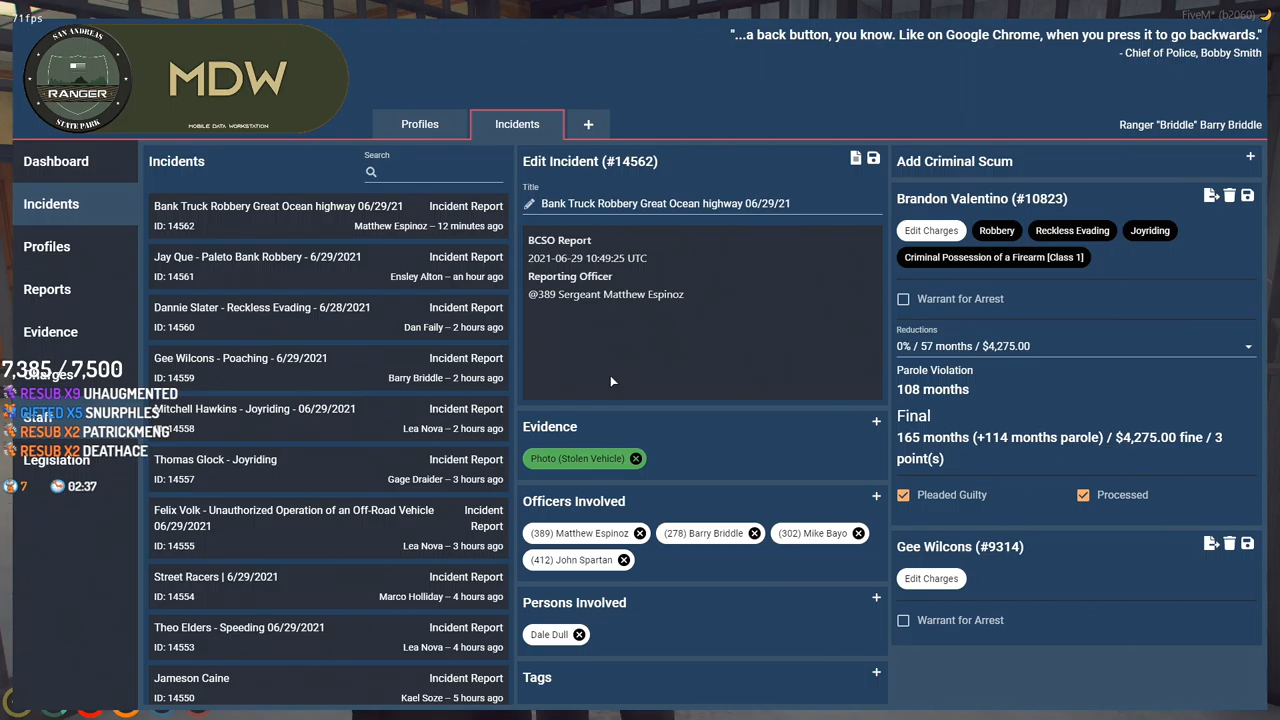 71fps
FiveM* (b2060)
SAN ANDREAS
RANGER
STATE PARK
MDW
MOBILE DATA WORKSTATION
"...a back button, you know. Like on Google Chrome, when you press it to go backwards."
- Chief of Police, Bobby Smith
Profiles
Incidents
+
Ranger "Briddle" Barry Briddle
Dashboard
Incidents
Profiles
Reports
Evidence
Charges
Staff
Legislation
7,385 / 7,500
RESUB X9 UHAUGMENTED
GIFTED X5 SNURPHLES
RESUB X2 PATRICKMENG
RESUB X2 DEATHACE
7 02:37
Incidents
Search
Bank Truck Robbery Great Ocean highway 06/29/21 Incident Report
ID: 14562 Matthew Espinoz – 12 minutes ago
Jay Que - Paleto Bank Robbery - 6/29/2021 Incident Report
ID: 14561 Ensley Alton – an hour ago
Dannie Slater - Reckless Evading - 6/28/2021 Incident Report
ID: 14560 Dan Faily – 2 hours ago
Gee Wilcons - Poaching - 6/29/2021 Incident Report
ID: 14559 Barry Briddle – 2 hours ago
Mitchell Hawkins - Joyriding - 06/29/2021 Incident Report
ID: 14558 Lea Nova – 2 hours ago
Thomas Glock - Joyriding Incident Report
ID: 14557 Gage Draider – 3 hours ago
Felix Volk - Unauthorized Operation of an Off-Road Vehicle Incident
06/29/2021 Report
ID: 14555 Lea Nova – 3 hours ago
Street Racers | 6/29/2021 Incident Report
ID: 14554 Marco Holliday – 4 hours ago
Theo Elders - Speeding 06/29/2021 Incident Report
ID: 14553 Lea Nova – 4 hours ago
Jameson Caine Incident Report
ID: 14550 Kael Soze – 5 hours ago
Edit Incident (#14562)
Title
Bank Truck Robbery Great Ocean highway 06/29/21
BCSO Report
2021-06-29 10:49:25 UTC
Reporting Officer
@389 Sergeant Matthew Espinoz
Evidence +
Photo (Stolen Vehicle)
Officers Involved +
(389) Matthew Espinoz (278) Barry Briddle (302) Mike Bayo
(412) John Spartan
Persons Involved +
Dale Dull
Tags +
Add Criminal Scum +
Brandon Valentino (#10823)
Edit Charges Robbery Reckless Evading Joyriding
Criminal Possession of a Firearm [Class 1]
Warrant for Arrest
Reductions
0% / 57 months / $4,275.00
Parole Violation
108 months
Final
165 months (+114 months parole) / $4,275.00 fine / 3
point(s)
Pleaded Guilty Processed
Gee Wilcons (#9314)
Edit Charges
Warrant for Arrest